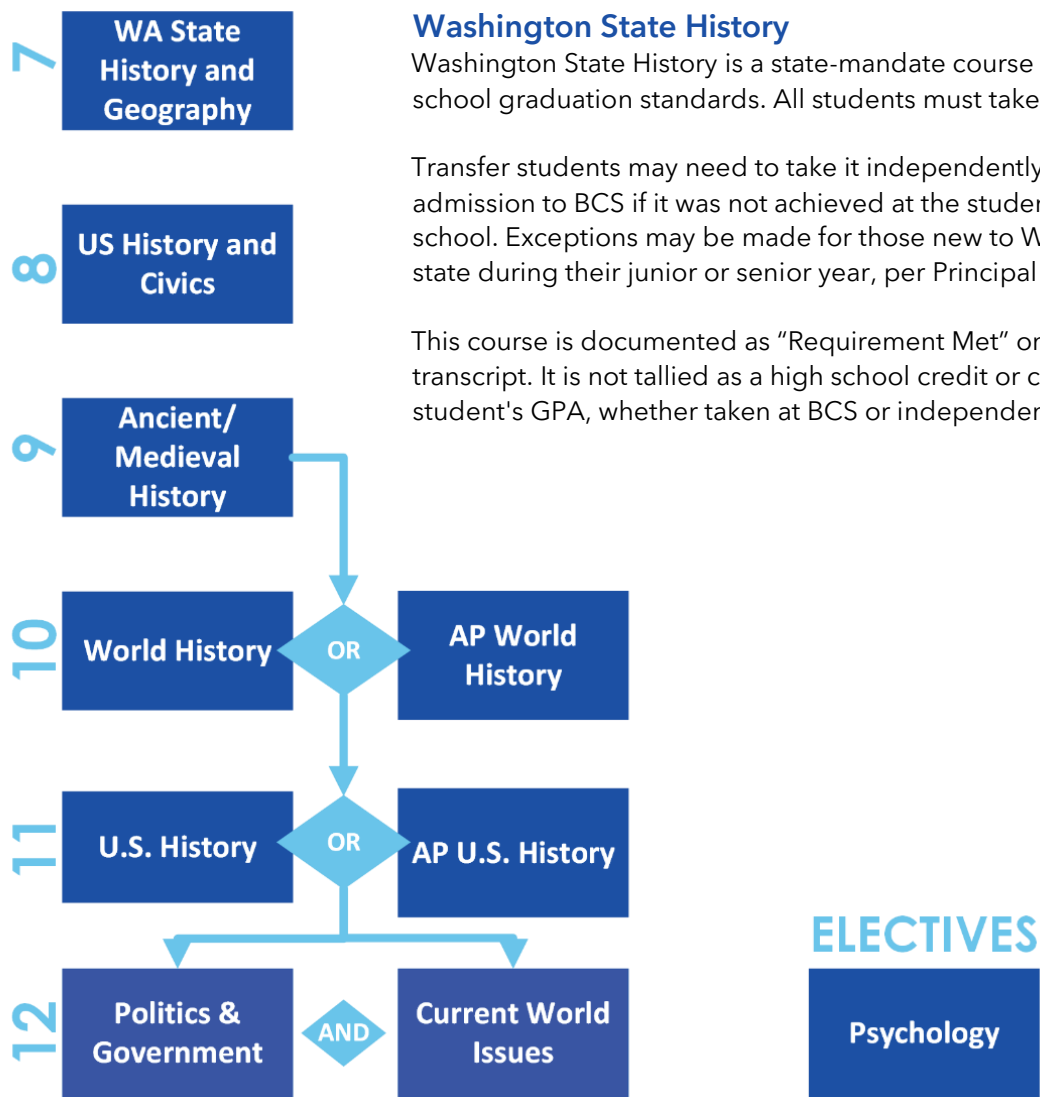 7
WA State
History and
Geography
Washington State History
Washington State History is a state-mandate course
school graduation standards. All students must take
Transfer students may need to take it independently
admission to BCS if it was not achieved at the studen
school. Exceptions may be made for those new to W
state during their junior or senior year, per Principal
This course is documented as “Requirement Met” or
transcript. It is not tallied as a high school credit or c
student's GPA, whether taken at BCS or independen
8
US History and
Civics
9
Ancient/
Medieval
History
10
World History
OR
AP World
History
11
U.S. History
OR
AP U.S. History
12
Politics &
Government
AND
Current World
Issues
ELECTIVES
Psychology